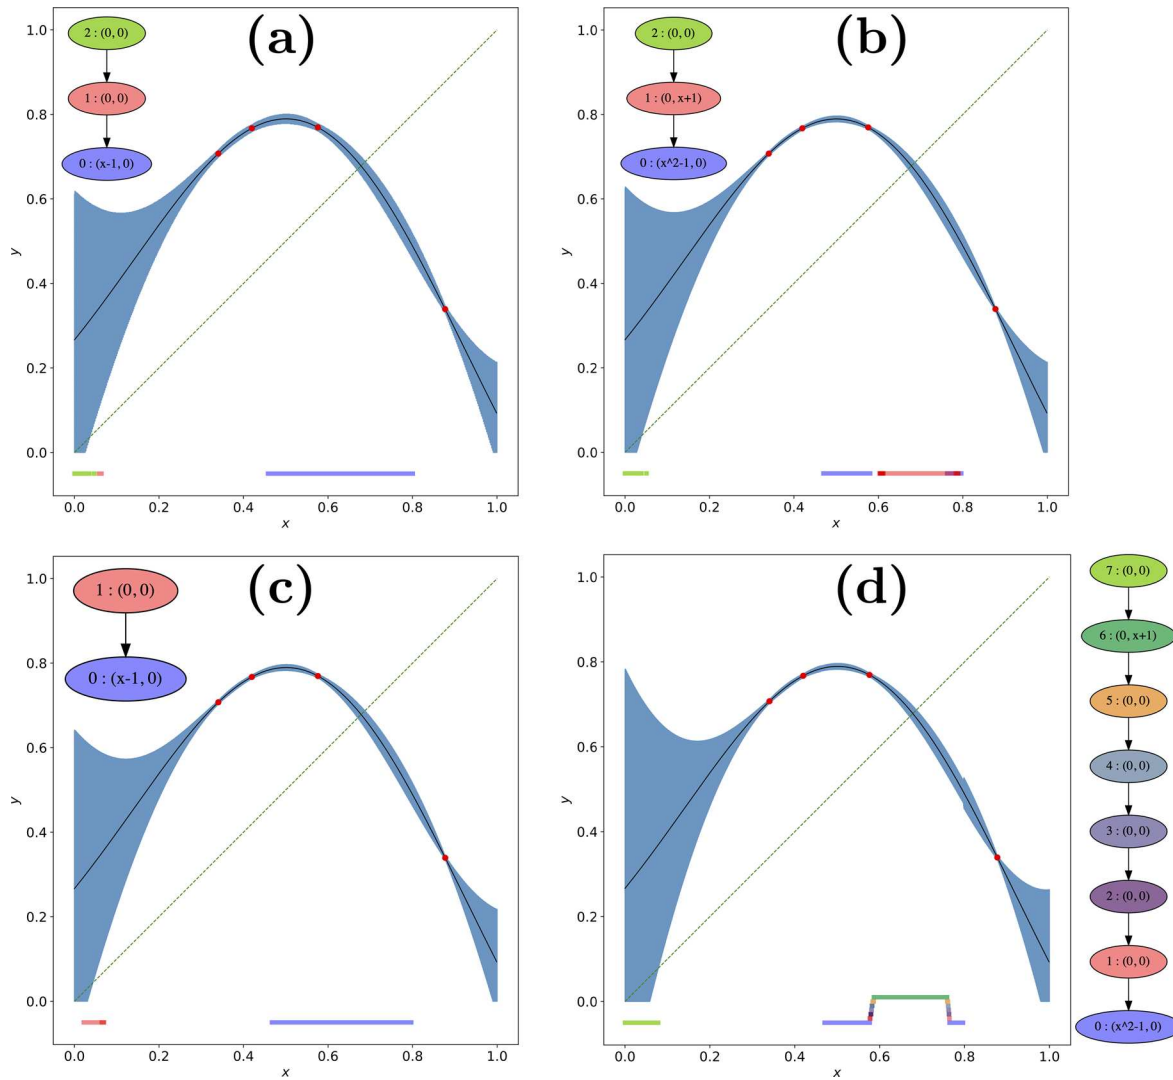 (a)
2 : (0, 0)
1 : (0, 0)
0 : (x-1, 0)
1.0
0.8
0.6
0.4
0.2
0.0
y
0.0 0.2 0.4 0.6 0.8 1.0
x
(b)
2 : (0, 0)
1 : (0, x+1)
0 : (x^2-1, 0)
1.0
0.8
0.6
0.4
0.2
0.0
y
0.0 0.2 0.4 0.6 0.8 1.0
x
(c)
1 : (0, 0)
0 : (x-1, 0)
1.0
0.8
0.6
0.4
0.2
0.0
y
0.0 0.2 0.4 0.6 0.8 1.0
x
(d)
1.0
0.8
0.6
0.4
0.2
0.0
y
0.0 0.2 0.4 0.6 0.8 1.0
x
7 : (0, 0)
6 : (0, x+1)
5 : (0, 0)
4 : (0, 0)
3 : (0, 0)
2 : (0, 0)
1 : (0, 0)
0 : (x^2-1, 0)